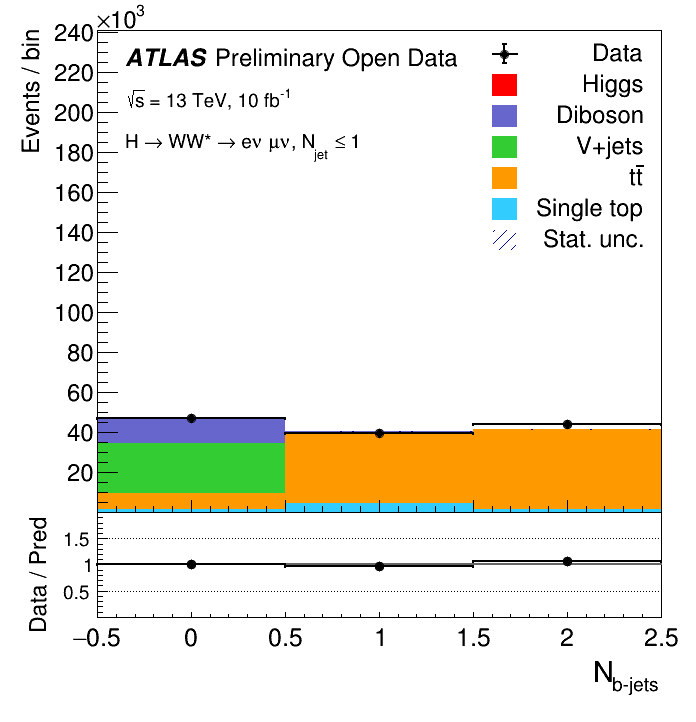 ×10³
Events / bin
240
220
200
180
160
140
120
100
80
60
40
20
ATLAS Preliminary Open Data
√s = 13 TeV, 10 fb⁻¹
H → WW* → eν μν, N_jet ≤ 1
Data
Higgs
Diboson
V+jets
tt̄
Single top
Stat. unc.
Data / Pred
1.5
1
0.5
−0.5 0 0.5 1 1.5 2 2.5
N_b-jets